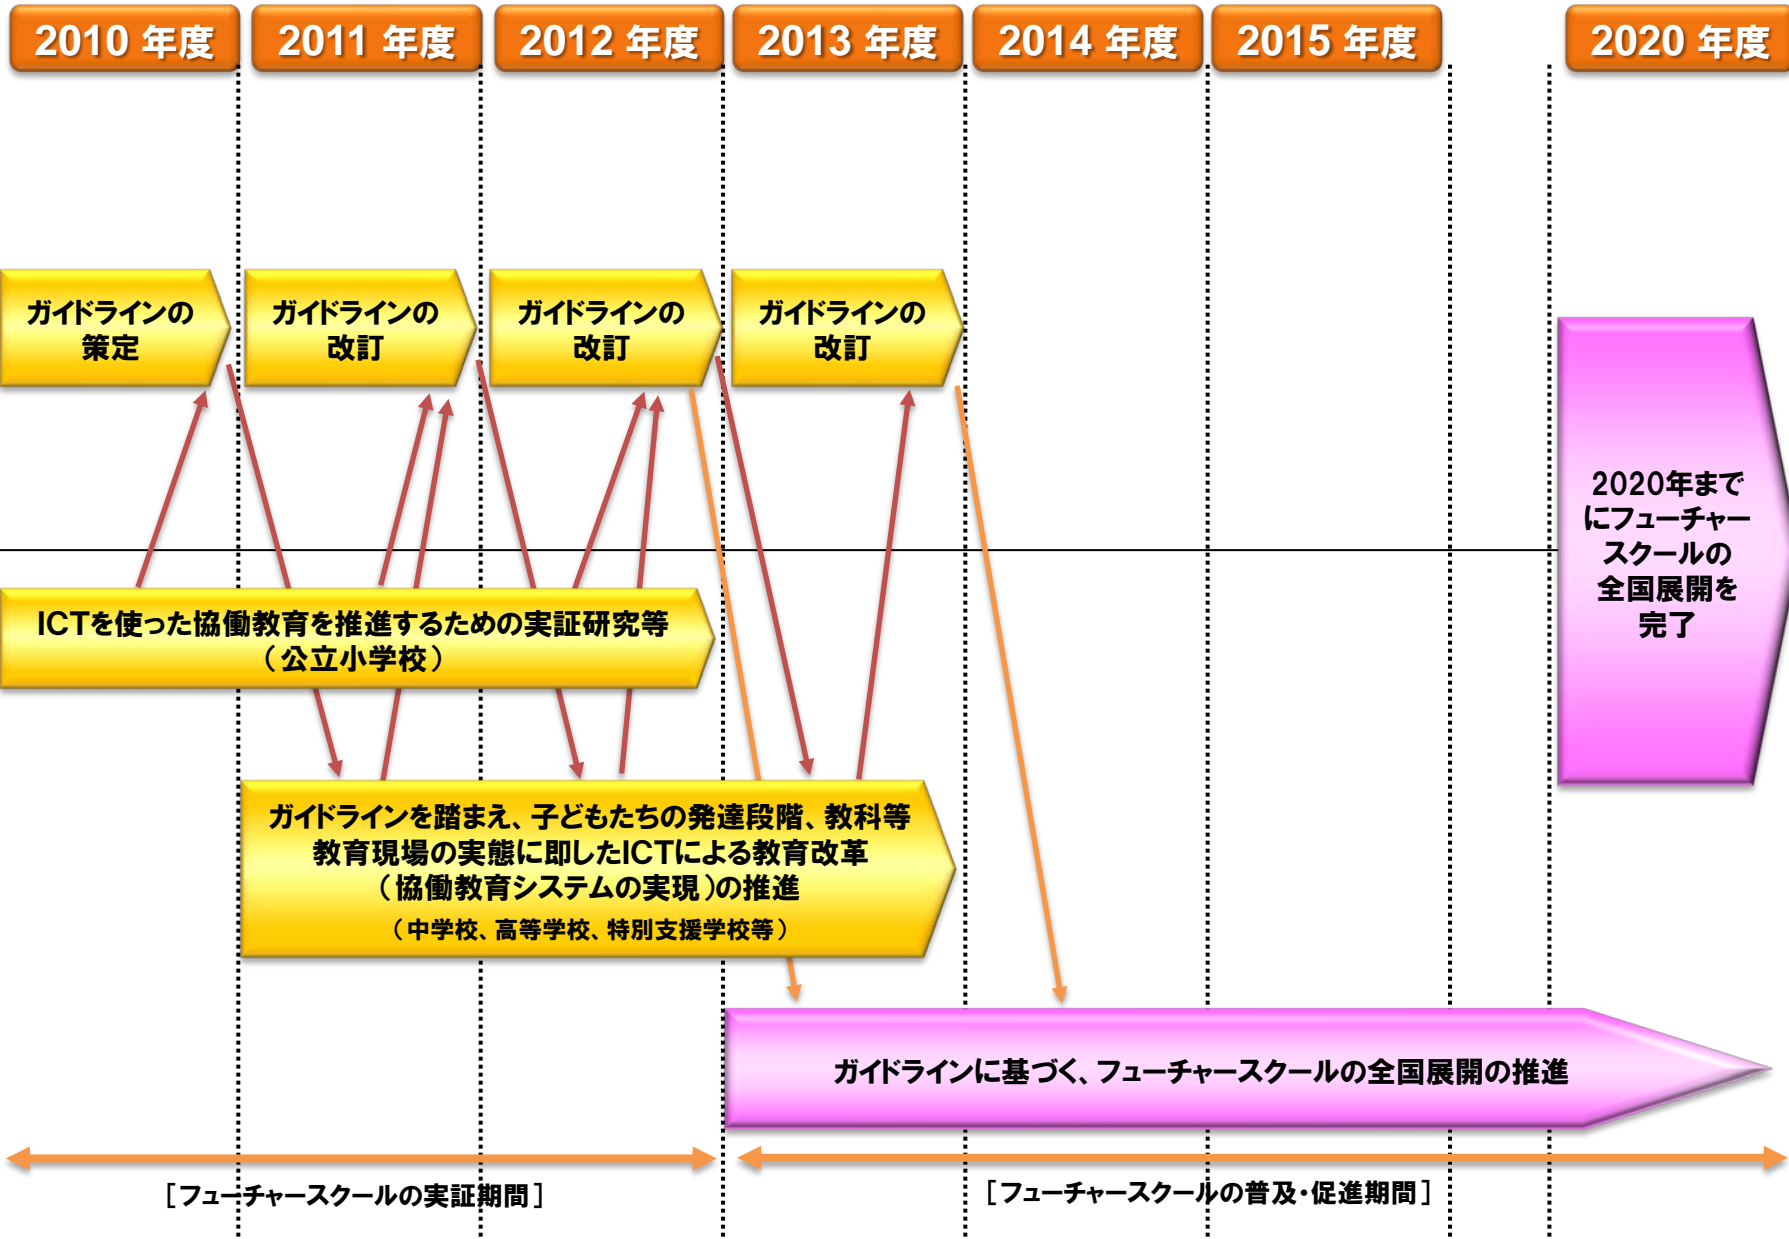 2010 年度
2011 年度
2012 年度
2013 年度
2014 年度
2015 年度
2020 年度
ガイドラインの
策定
ガイドラインの
改訂
ガイドラインの
改訂
ガイドラインの
改訂
2020年まで
にフューチャー
スクールの
全国展開を
完了
ICTを使った協働教育を推進するための実証研究等
（公立小学校）
ガイドラインを踏まえ、子どもたちの発達段階、教科等
教育現場の実態に即したICTによる教育改革
（協働教育システムの実現）の推進
（中学校、高等学校、特別支援学校等）
ガイドラインに基づく、フューチャースクールの全国展開の推進
［フューチャースクールの実証期間］
［フューチャースクールの普及・促進期間］